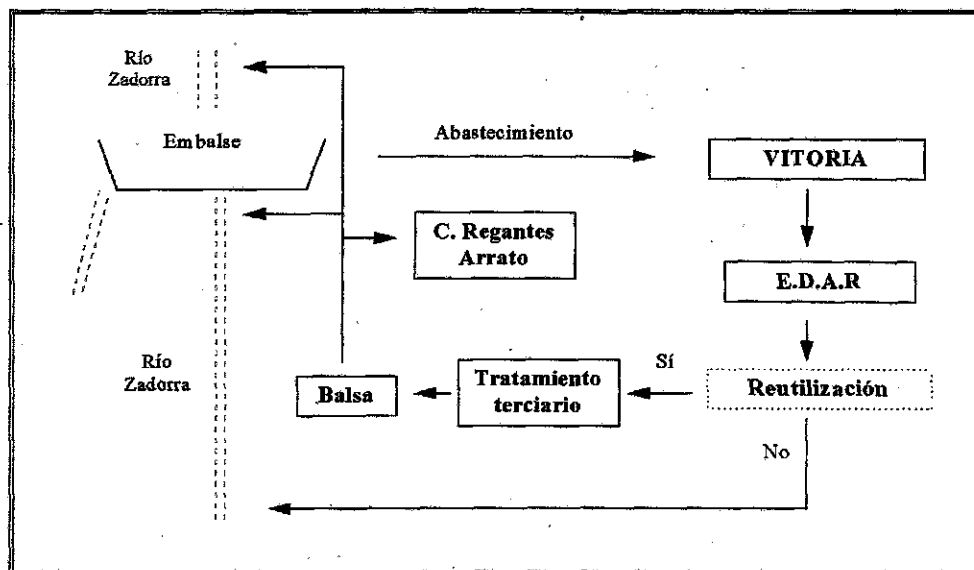 Río
Zadorra
Embalse
Abastecimiento
VITORIA
C. Regantes
Arrato
E.D.A.R
Río
Zadorra
Balsa
Tratamiento
terciario
Sí
Reutilización
No